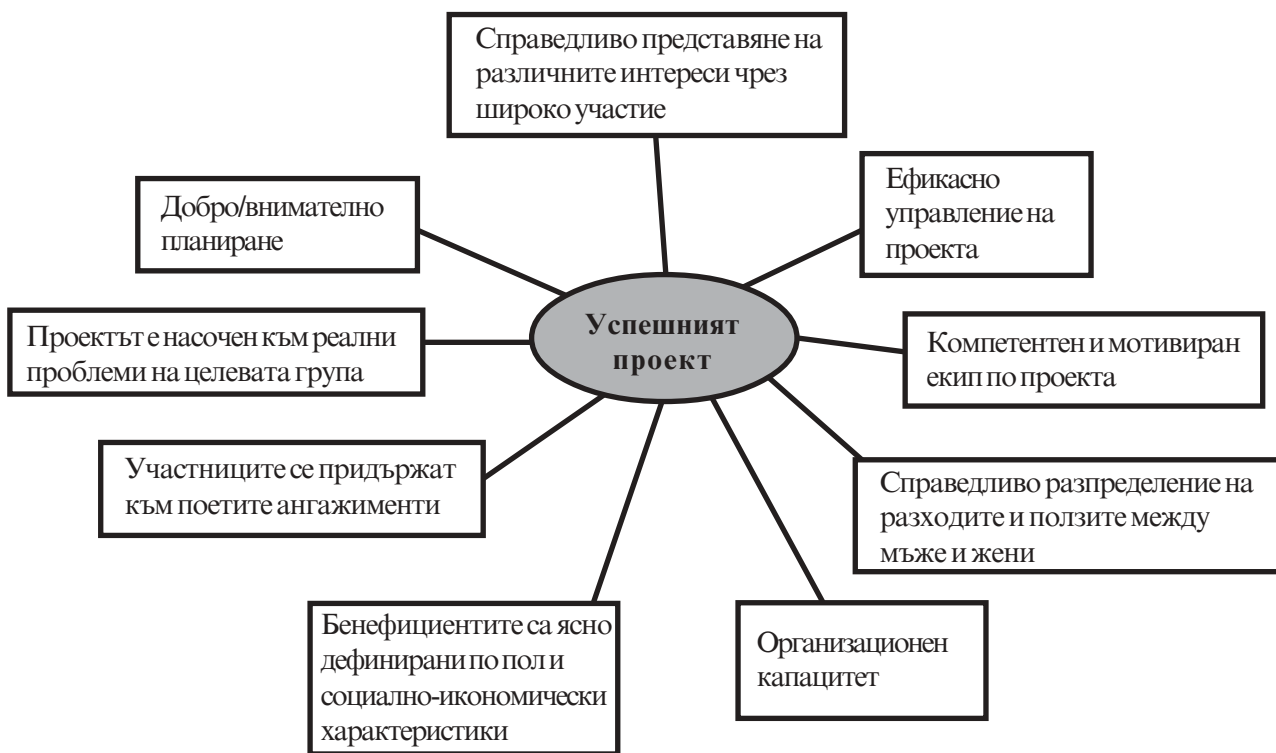 Справедливо представяне на
различните интереси чрез
широко участие
Ефикасно
управление на
проекта
Добро/внимателно
планиране
Успешният
проект
Проектът е насочен към реални
проблеми на целевата група
Компетентен и мотивиран
екип по проекта
Участниците се придържат
към поетите ангажименти
Справедливо разпределение на
разходите и ползите между
мъже и жени
Бенефициентите са ясно
дефинирани по пол и
социално-икономически
характеристики
Организационен
капацитет